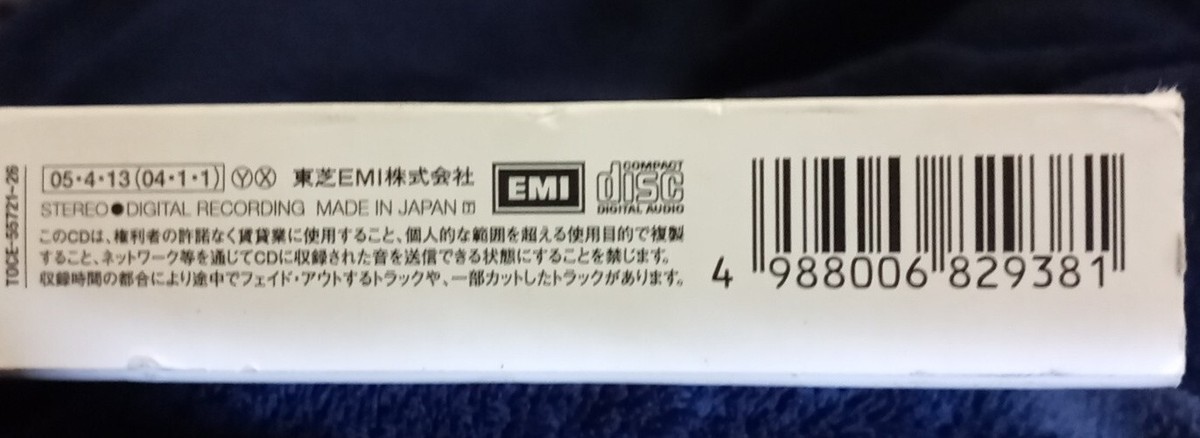 TOCE-55721~26
05・4・13(04・1・1) Ⓨ Ⓧ 東芝EMI株式会社
EMI
COMPACT
disc
DIGITAL AUDIO
STEREO●DIGITAL RECORDING MADE IN JAPAN
このCDは、権利者の許諾なく賃貸業に使用すること、個人的な範囲を超える使用目的で複製
すること、ネットワーク等を通じてCDに収録された音を送信できる状態にすることを禁じます。
収録時間の都合により途中でフェイド・アウトするトラックや、一部カットしたトラックがあります。
4 988006 829381